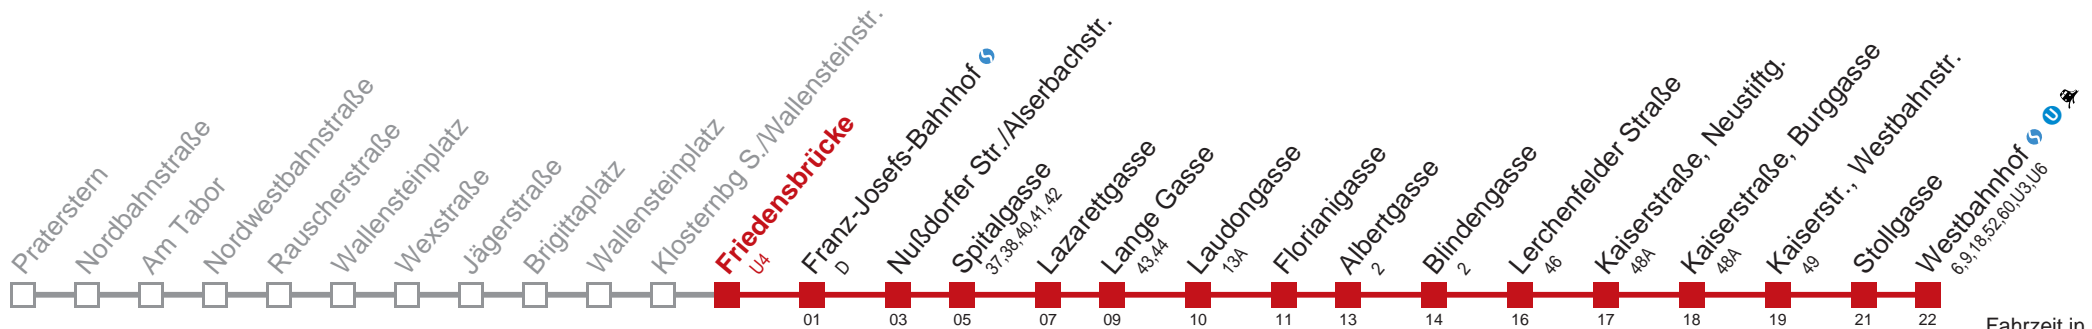 Praterstern
Nordbahnstraße
Am Tabor
Nordwestbahnstraße
Rauscherstraße
Wallensteinplatz
Wexstraße
Jägerstraße
Brigittaplatz
Wallensteinplatz
Klosternbg S./Wallensteinstr.
Friedensbrücke
U4
Franz-Josefs-Bahnhof
D
Nußdorfer Str./Alserbachstr.
Spitalgasse
37,38,40,41,42
Lazarettgasse
Lange Gasse
43,44
Laudongasse
13A
Florianigasse
Albertgasse
2
Blindengasse
2
Lerchenfelder Straße
46
Kaiserstraße, Neustiftg.
48A
Kaiserstraße, Burggasse
48A
Kaiserstr., Westbahnstr.
49
Stollgasse
Westbahnhof S U
6,9,18,52,60,U3,U6
01 03 05 07 09 10 11 13 14 16 17 18 19 21 22
Fahrzeit in